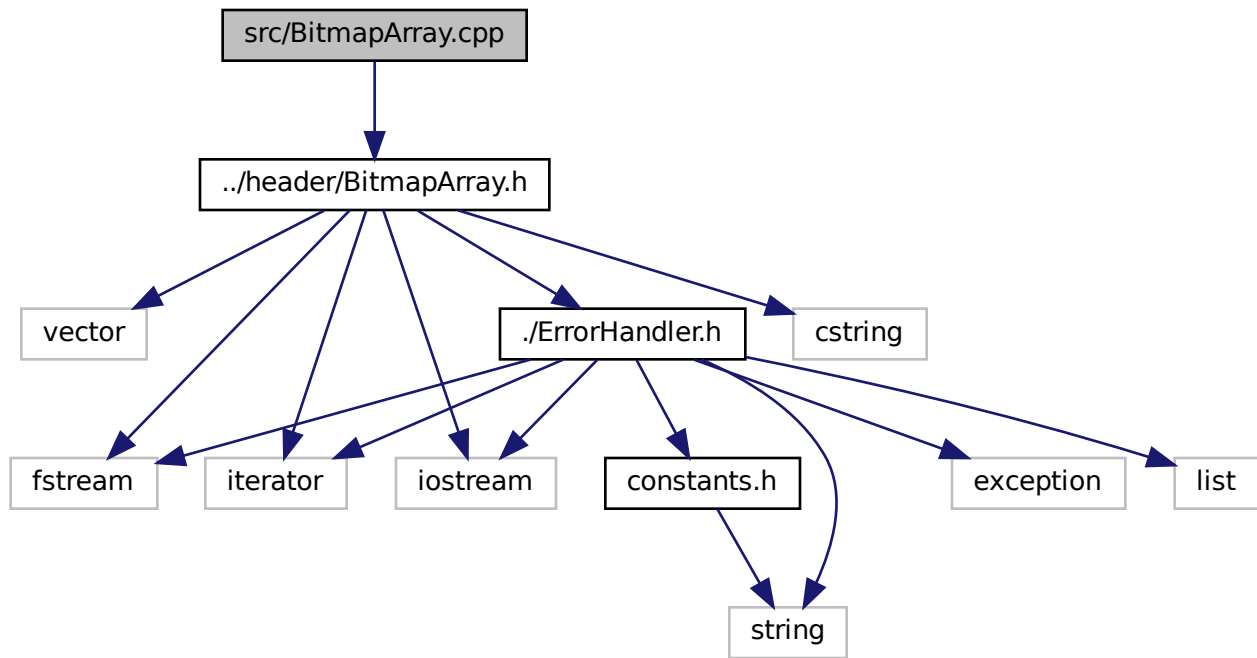 src/BitmapArray.cpp
../header/BitmapArray.h
vector
./ErrorHandler.h
cstring
fstream
iterator
iostream
constants.h
exception
list
string